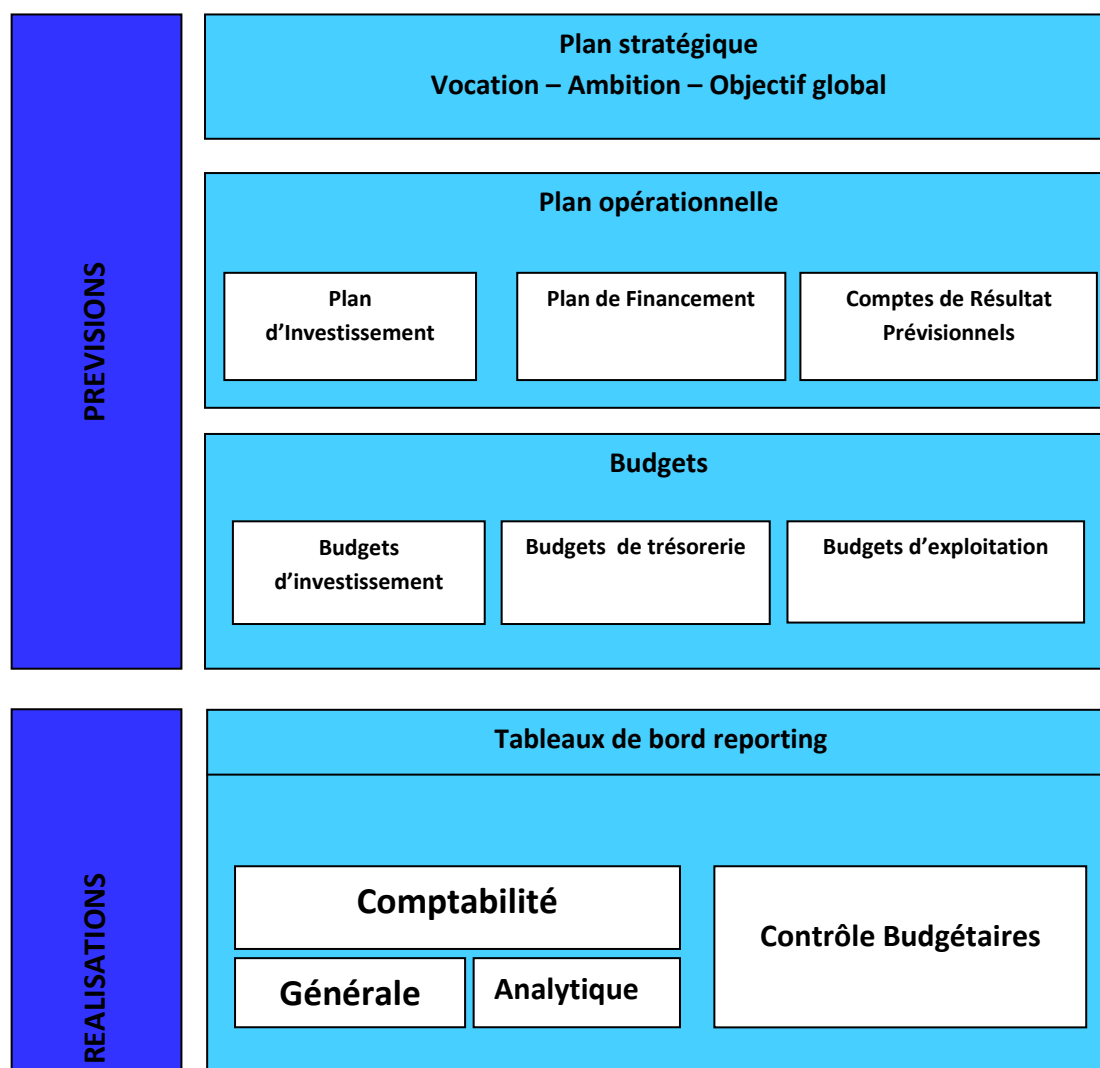 PREVISIONS
Plan stratégique
Vocation – Ambition – Objectif global
Plan opérationnelle
Plan
d’Investissement
Plan de Financement
Comptes de Résultat
Prévisionnels
Budgets
Budgets
d’investissement
Budgets de trésorerie
Budgets d’exploitation
REALISATIONS
Tableaux de bord reporting
Comptabilité
Générale
Analytique
Contrôle Budgétaires